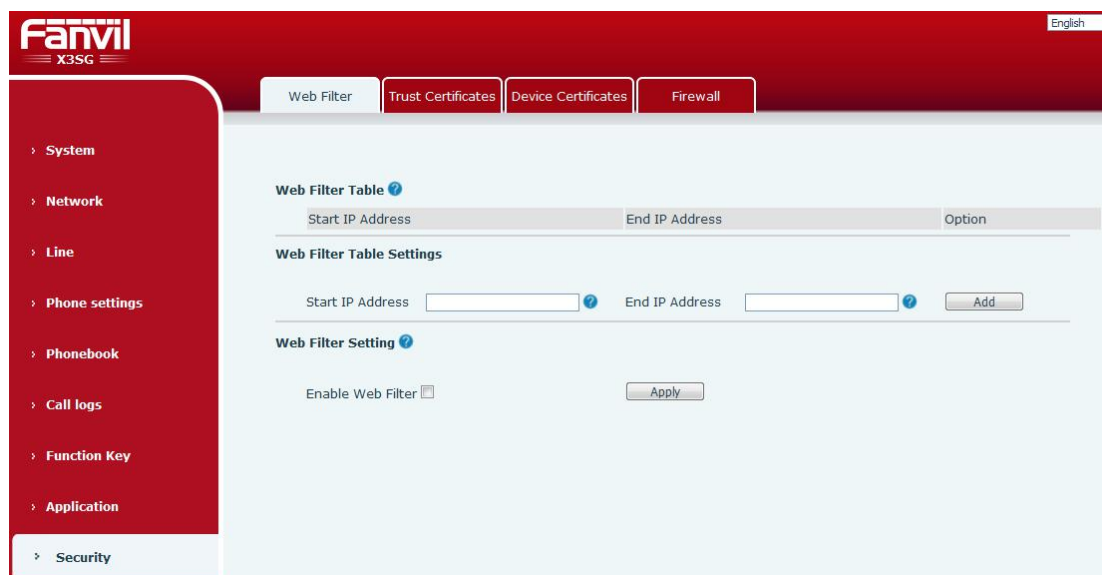 English
Fanvil
X3SG
Web Filter Trust Certificates Device Certificates Firewall
› System
› Network
› Line
› Phone settings
› Phonebook
› Call logs
› Function Key
› Application
› Security
Web Filter Table ?
Start IP Address End IP Address Option
Web Filter Table Settings
Start IP Address ? End IP Address ? Add
Web Filter Setting ?
Enable Web Filter Apply